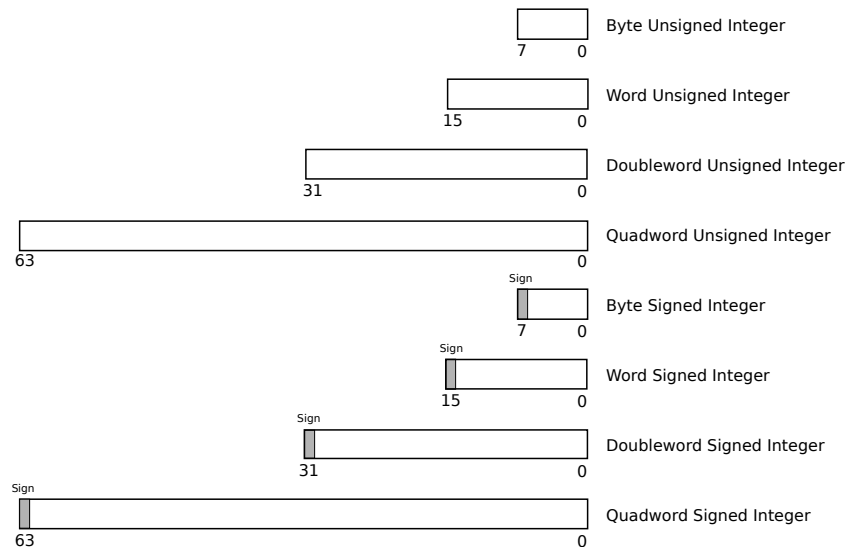 Byte Unsigned Integer
7 0
Word Unsigned Integer
15 0
Doubleword Unsigned Integer
31 0
Quadword Unsigned Integer
63 0
Sign
Byte Signed Integer
7 0
Sign
Word Signed Integer
15 0
Sign
Doubleword Signed Integer
31 0
Sign
Quadword Signed Integer
63 0